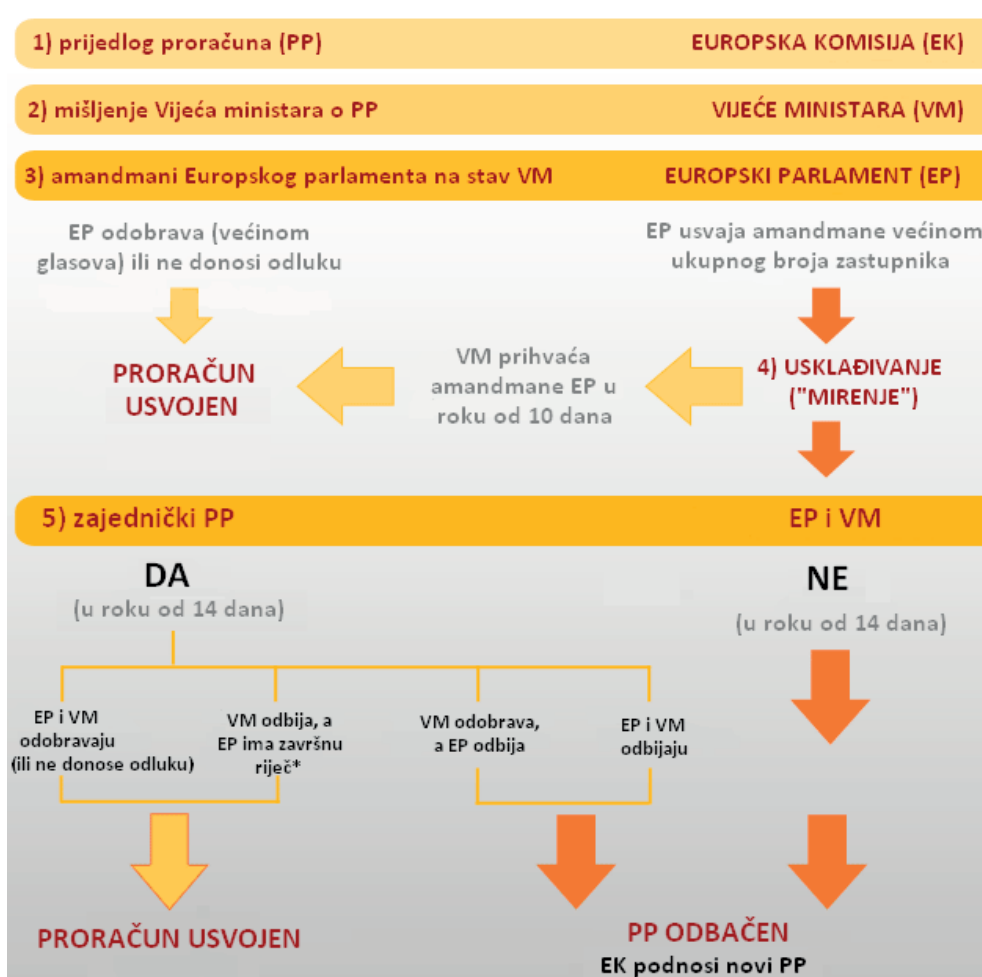 1) prijedlog proračuna (PP) EUROPSKA KOMISIJA (EK)
2) mišljenje Vijeća ministara o PP VIJEĆE MINISTARA (VM)
3) amandmani Europskog parlamenta na stav VM EUROPSKI PARLAMENT (EP)
EP odobrava (većinom
glasova) ili ne donosi odluku
EP usvaja amandmane većinom
ukupnog broja zastupnika
PRORAČUN
USVOJEN
VM prihvaća
amandmane EP u
roku od 10 dana
4) USKLAĐIVANJE
("MIRENJE")
5) zajednički PP EP i VM
DA
(u roku od 14 dana)
NE
(u roku od 14 dana)
EP i VM
odobravaju
(ili ne donose odluku)
VM odbija, a
EP ima završnu
riječ*
VM odobrava,
a EP odbija
EP i VM
odbijaju
PRORAČUN USVOJEN
PP ODBAČEN
EK podnosi novi PP